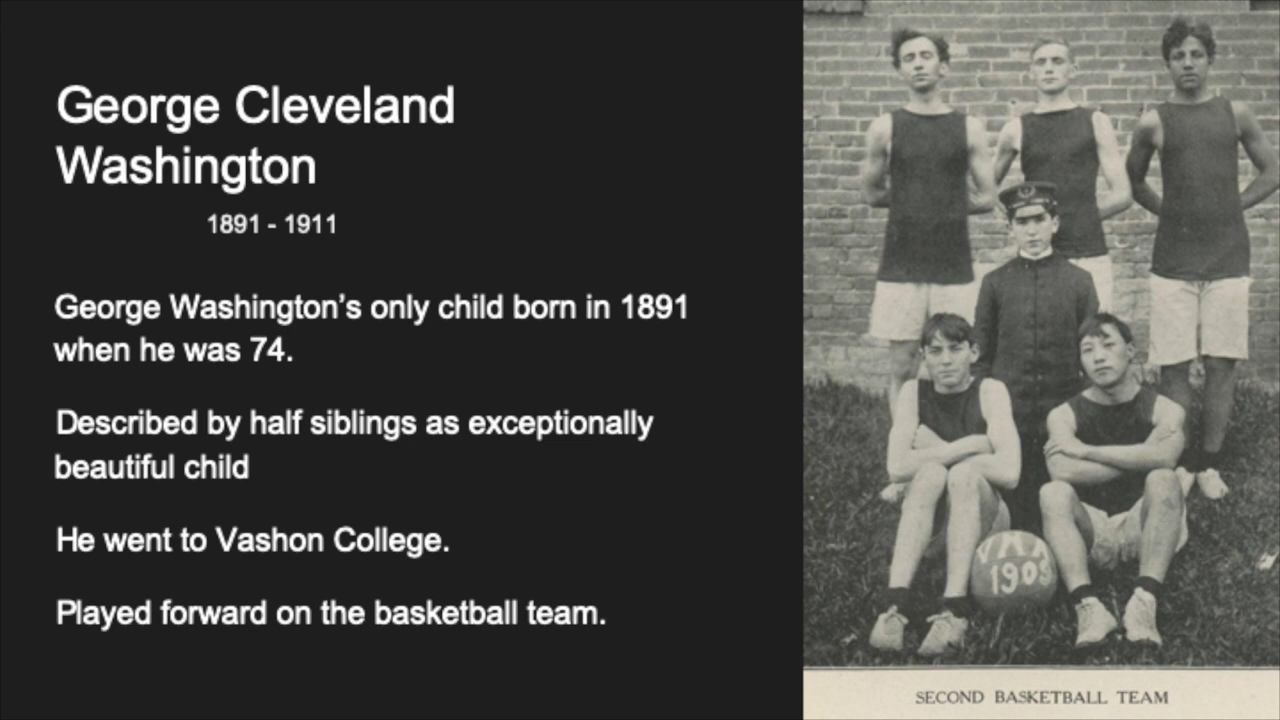 George Cleveland
Washington
1891 - 1911
George Washington’s only child born in 1891
when he was 74.
Described by half siblings as exceptionally
beautiful child
He went to Vashon College.
Played forward on the basketball team.
VMA
1909
SECOND BASKETBALL TEAM